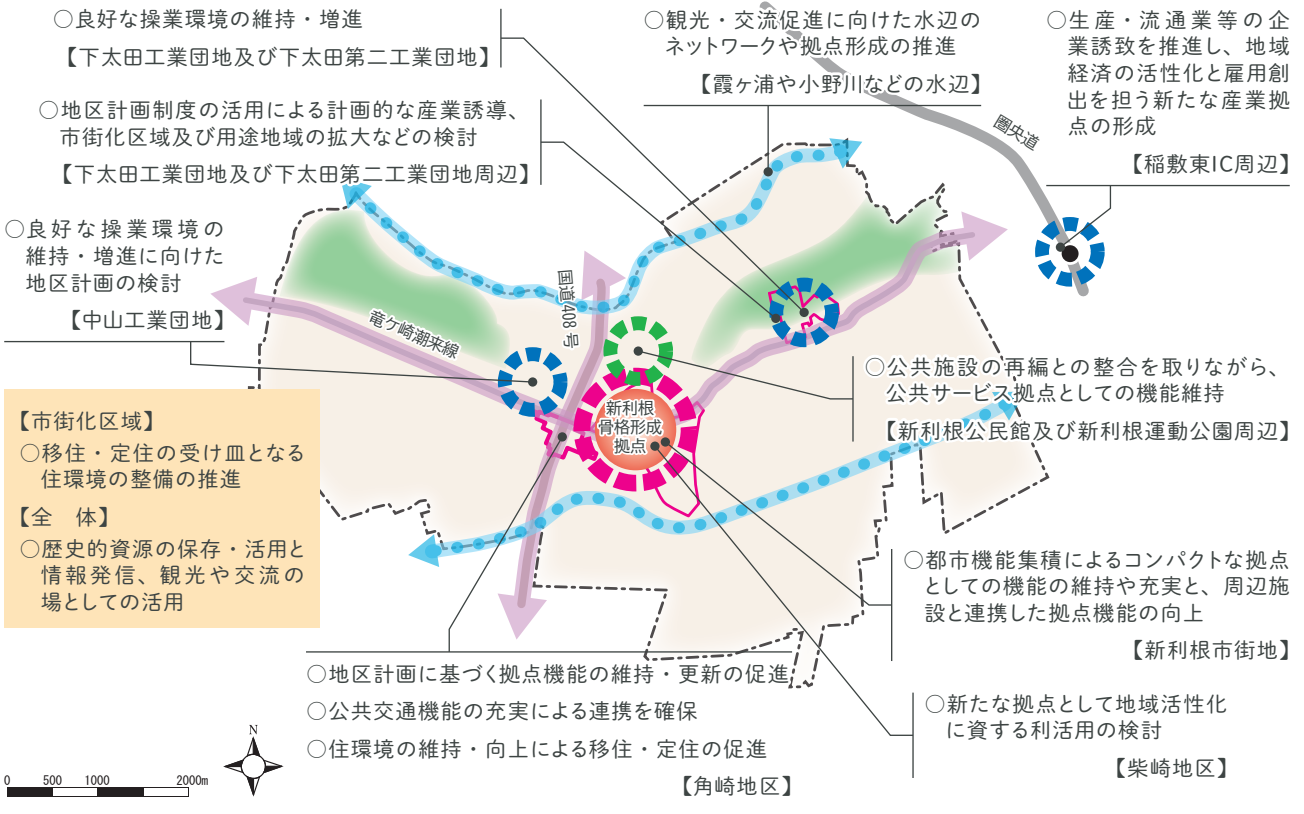 ○良好な操業環境の維持・増進
【下太田工業団地及び下太田第二工業団地】
○地区計画制度の活用による計画的な産業誘導、
市街化区域及び用途地域の拡大などの検討
【下太田工業団地及び下太田第二工業団地周辺】
○良好な操業環境の
維持・増進に向けた
地区計画の検討
【中山工業団地】
○観光・交流促進に向けた水辺の
ネットワークや拠点形成の推進
【霞ヶ浦や小野川などの水辺】
○生産・流通業等の企
業誘致を推進し、地域
経済の活性化と雇用創
出を担う新たな産業拠
点の形成
【稲敷東IC周辺】
圏央道
国道408号
竜ケ崎潮来線
新利根
骨格形成
拠点
○公共施設の再編との整合を取りながら、
公共サービス拠点としての機能維持
【新利根公民館及び新利根運動公園周辺】
【市街化区域】
○移住・定住の受け皿となる
住環境の整備の推進
【全　体】
○歴史的資源の保存・活用と
情報発信、観光や交流の
場としての活用
○都市機能集積によるコンパクトな拠点
としての機能の維持や充実と、周辺施
設と連携した拠点機能の向上
【新利根市街地】
○地区計画に基づく拠点機能の維持・更新の促進
○公共交通機能の充実による連携を確保
○住環境の維持・向上による移住・定住の促進
【角崎地区】
○新たな拠点として地域活性化
に資する利活用の検討
【柴崎地区】
N
0 500 1000 2000m